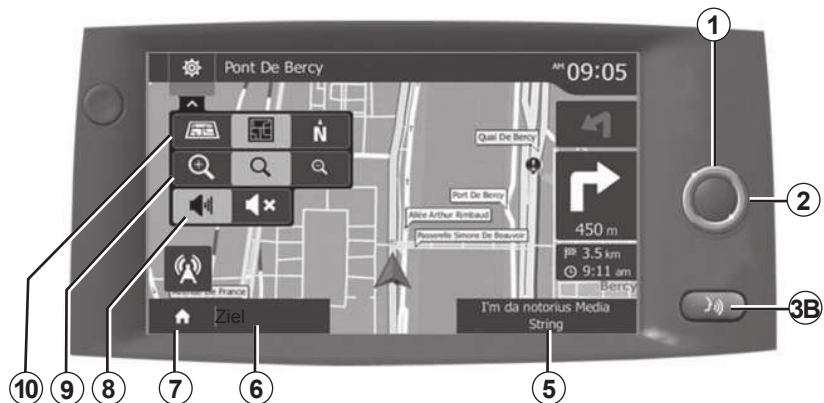 Pont De Bercy
AM 09:05
Quai De Bercy
450 m
3.5 km
9:11 am
Port De Bercy
Allée Arthur Rimbaud
Passerelle Simone De Beauvoir
Bercy
N
de France
Ziel
I'm da notorius Media
String
1
2
3B
5
6
7
8
9
10